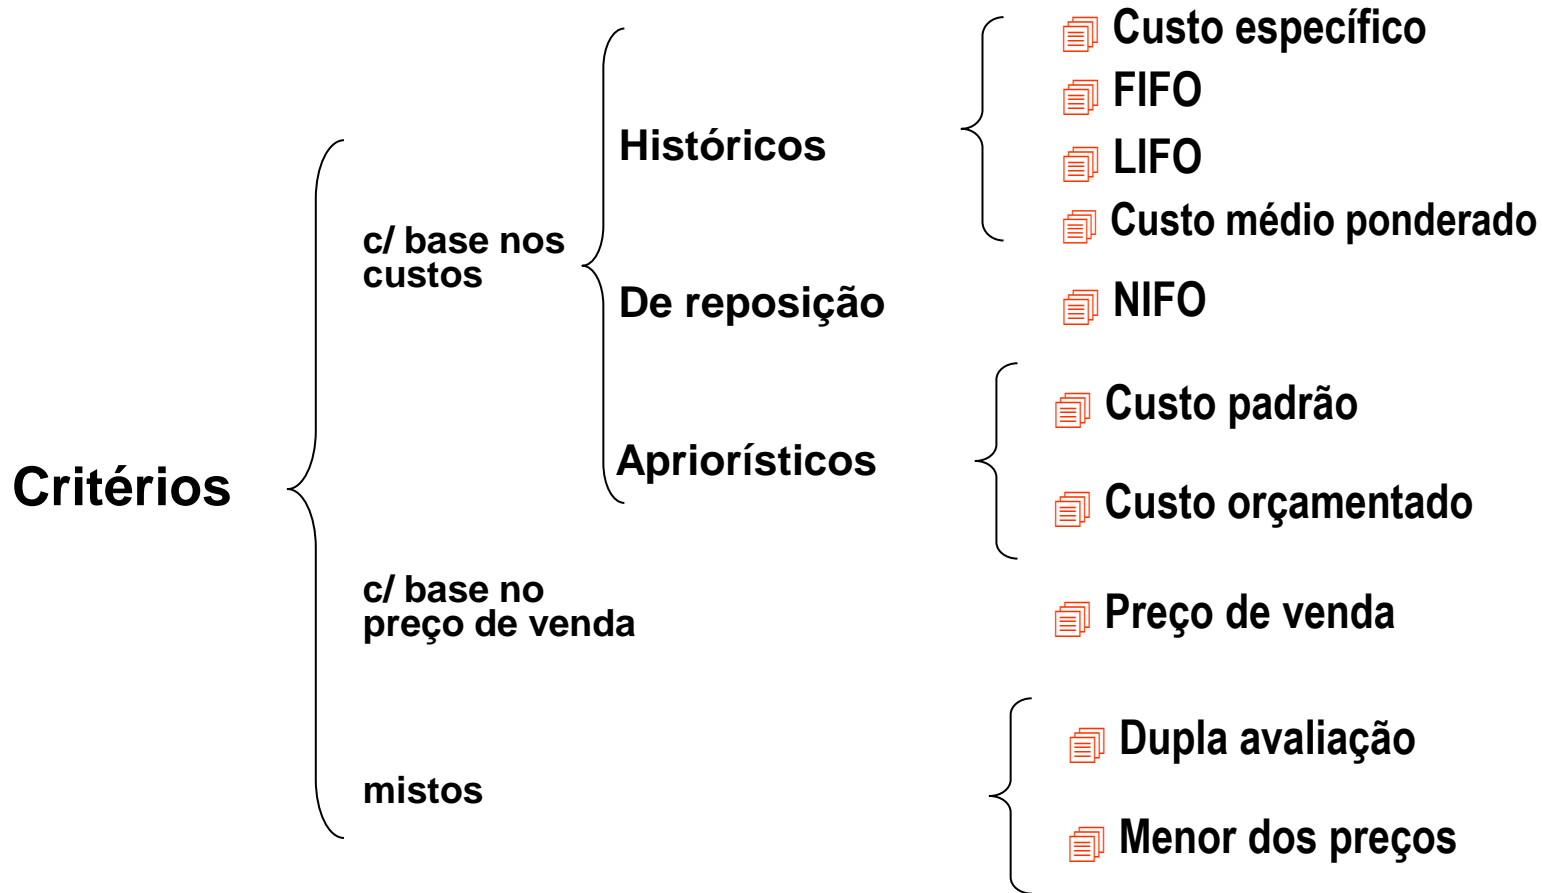 Critérios
c/ base nos
custos
Históricos
Custo específico
FIFO
LIFO
Custo médio ponderado
De reposição
NIFO
Apriorísticos
Custo padrão
Custo orçamentado
c/ base no
preço de venda
Preço de venda
mistos
Dupla avaliação
Menor dos preços